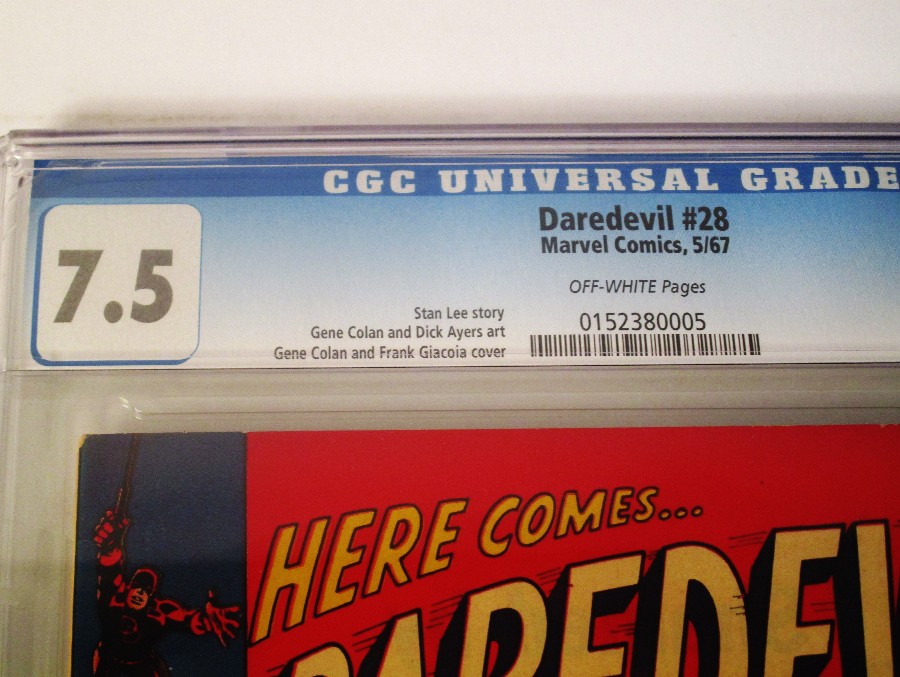 CGC UNIVERSAL GRADE
7.5
Daredevil #28
Marvel Comics, 5/67
OFF-WHITE Pages
Stan Lee story
Gene Colan and Dick Ayers art
Gene Colan and Frank Giacoia cover
0152380005
HERE COMES...
DAREDEV